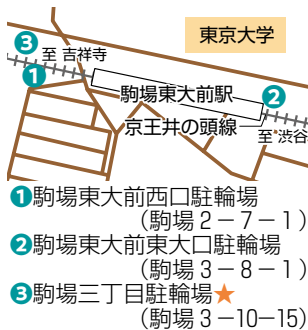 東京大学
❸
至 吉祥寺
❶
❷
駒場東大前駅
京王井の頭線
至 渋谷
❶駒場東大前西口駐輪場
（駒場２－７－１）
❷駒場東大前東大口駐輪場
（駒場３－８－１）
❸駒場三丁目駐輪場★
（駒場３－10－15）